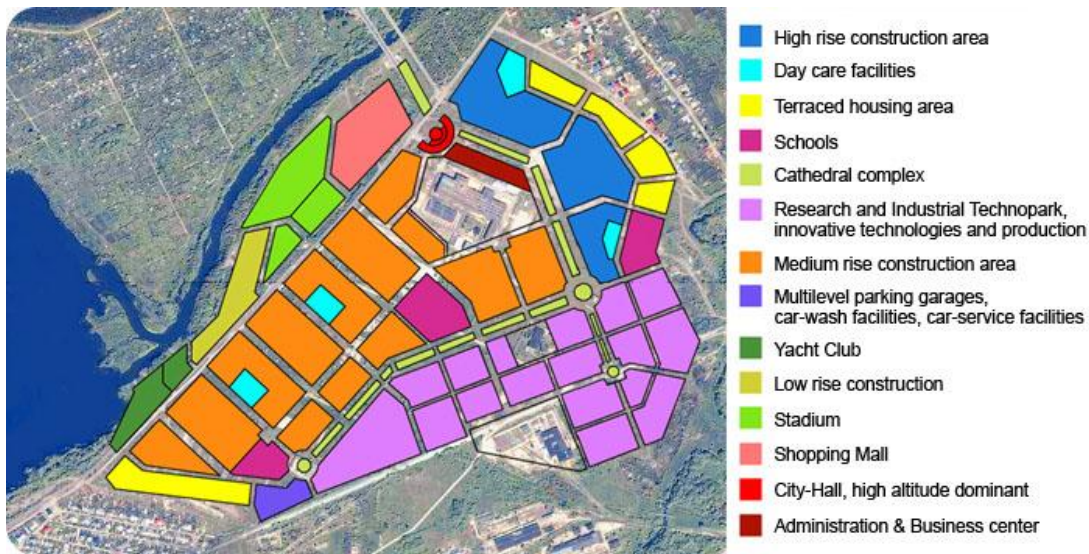 High rise construction area
Day care facilities
Terraced housing area
Schools
Cathedral complex
Research and Industrial Technopark,
innovative technologies and production
Medium rise construction area
Multilevel parking garages,
car-wash facilities, car-service facilities
Yacht Club
Low rise construction
Stadium
Shopping Mall
City-Hall, high altitude dominant
Administration & Business center